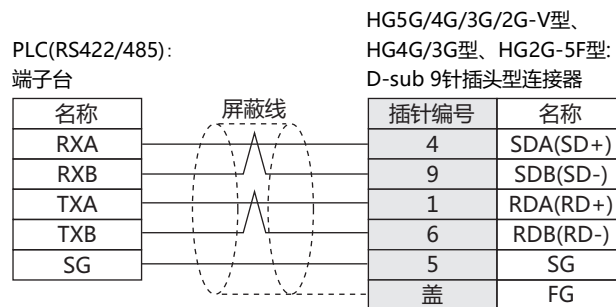 HG5G/4G/3G/2G-V型、
PLC(RS422/485): HG4G/3G型、HG2G-5F型:
端子台 D-sub 9针插头型连接器
名称 屏蔽线 插针编号 名称
RXA 4 SDA(SD+)
RXB 9 SDB(SD-)
TXA 1 RDA(RD+)
TXB 6 RDB(RD-)
SG 5 SG
盖 FG